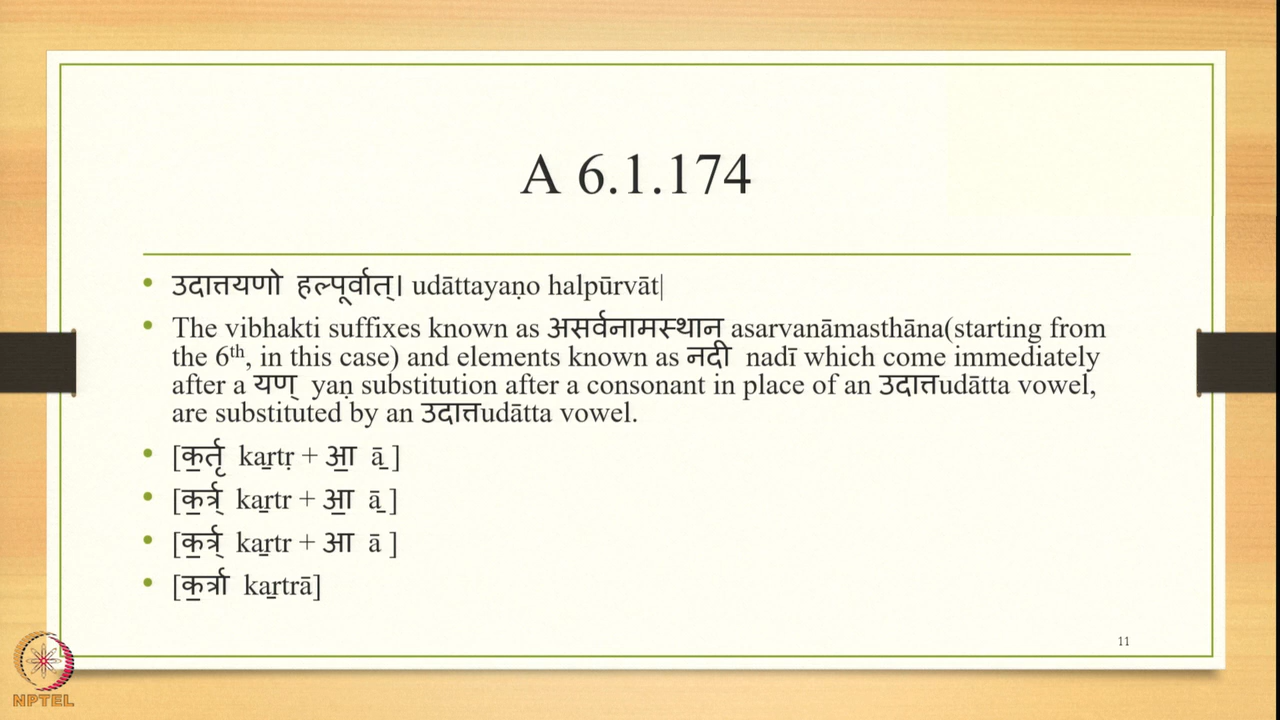 A 6.1.174
• उदात्तयणो हल्पूर्वात्। udāttayaṇo halpūrvāt|
• The vibhakti suffixes known as असर्वनामस्थान asarvanāmasthāna(starting from
the 6th, in this case) and elements known as नदी nadī which come immediately
after a यण् yaṇ substitution after a consonant in place of an उदात्तudātta vowel,
are substituted by an उदात्तudātta vowel.
• [क॒र्तृ ka̱rtṛ + आ॒ ā̱ ]
• [क॒र्त्र् ka̱rtr + आ॒ ā̱ ]
• [क॒र्त्र् ka̱rtr + आ ā ]
• [क॒र्त्रा ka̱rtrā]
11
NPTEL